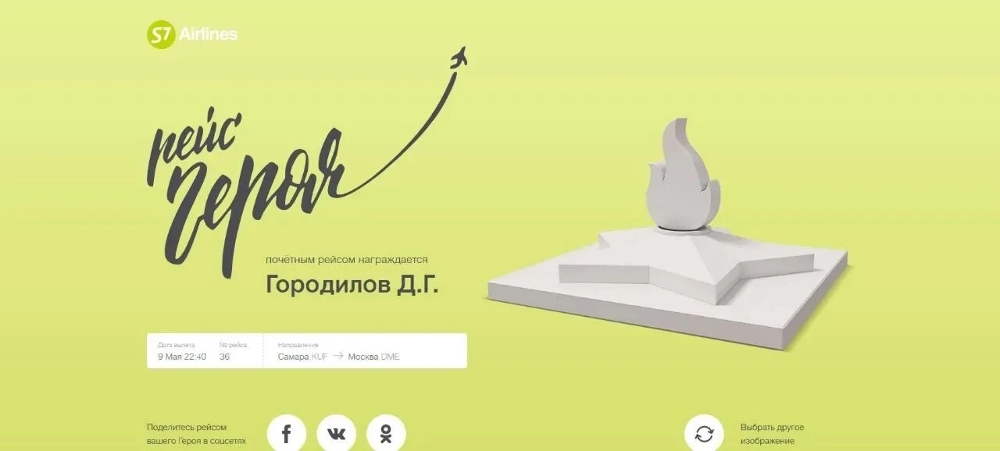 S7 Airlines
рейс
Героя
почётным рейсом награждается
Городилов Д.Г.
Дата вылета
№ рейса
Направление
9 Мая 22:40
36
Самара KUF → Москва DME
Поделитесь рейсом
вашего Героя в соцсетях
Выбрать другое
изображение